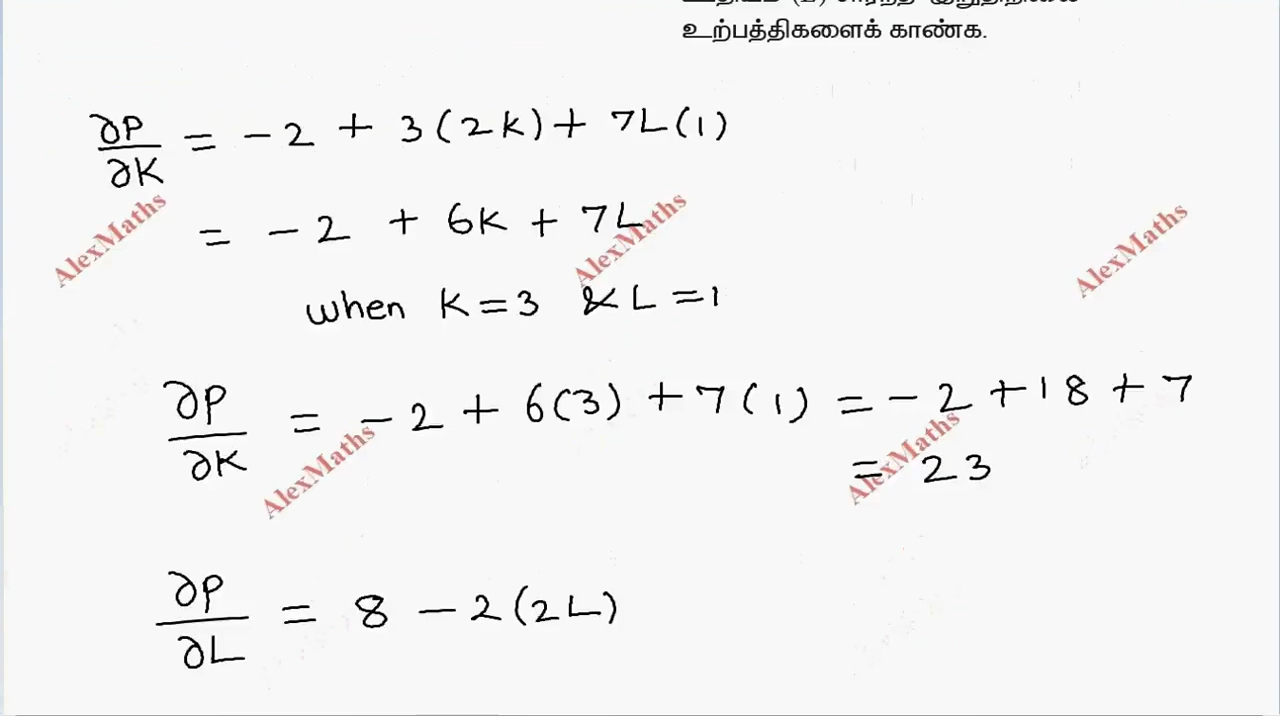 உற்பத்திகளைக் காண்க.
∂P/∂K = -2 + 3(2K) + 7L(1)
= -2 + 6K + 7L
AlexMaths AlexMaths AlexMaths
when K=3 & L=1
∂P/∂K = -2 + 6(3) + 7(1) = -2 + 18 + 7
AlexMaths AlexMaths
= 23
∂P/∂L = 8 - 2(2L)